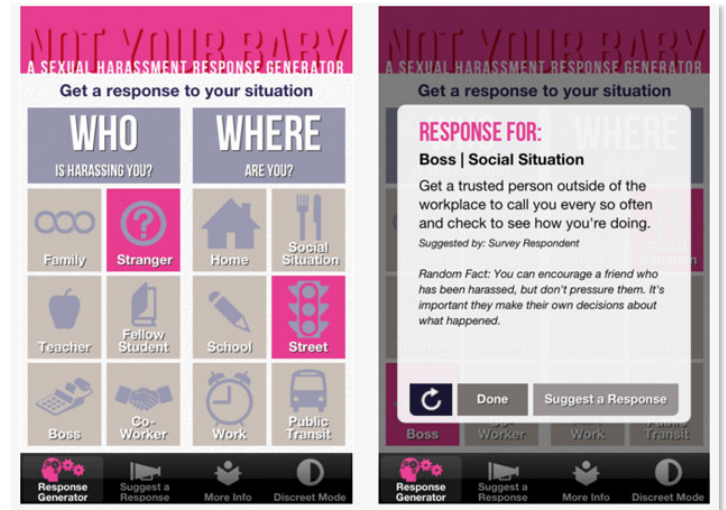 NOT YOUR BABY
A SEXUAL HARASSMENT RESPONSE GENERATOR
Get a response to your situation
WHO
IS HARASSING YOU?
WHERE
ARE YOU?
Family
Stranger
Home
Social
Situation
Teacher
Fellow
Student
School
Street
Boss
Co-
Worker
Work
Public
Transit
Response
Generator
Suggest a
Response
More Info
Discreet Mode
NOT YOUR BABY
A SEXUAL HARASSMENT RESPONSE GENERATOR
Get a response to your situation
RESPONSE FOR:
Boss | Social Situation
Get a trusted person outside of the
workplace to call you every so often
and check to see how you're doing.
Suggested by: Survey Respondent
Random Fact: You can encourage a friend who
has been harassed, but don't pressure them. It's
important they make their own decisions about
what happened.
Done
Suggest a Response
Boss
Worker
Work
Transit
Response
Generator
Suggest a
Response
More Info
Discreet Mode